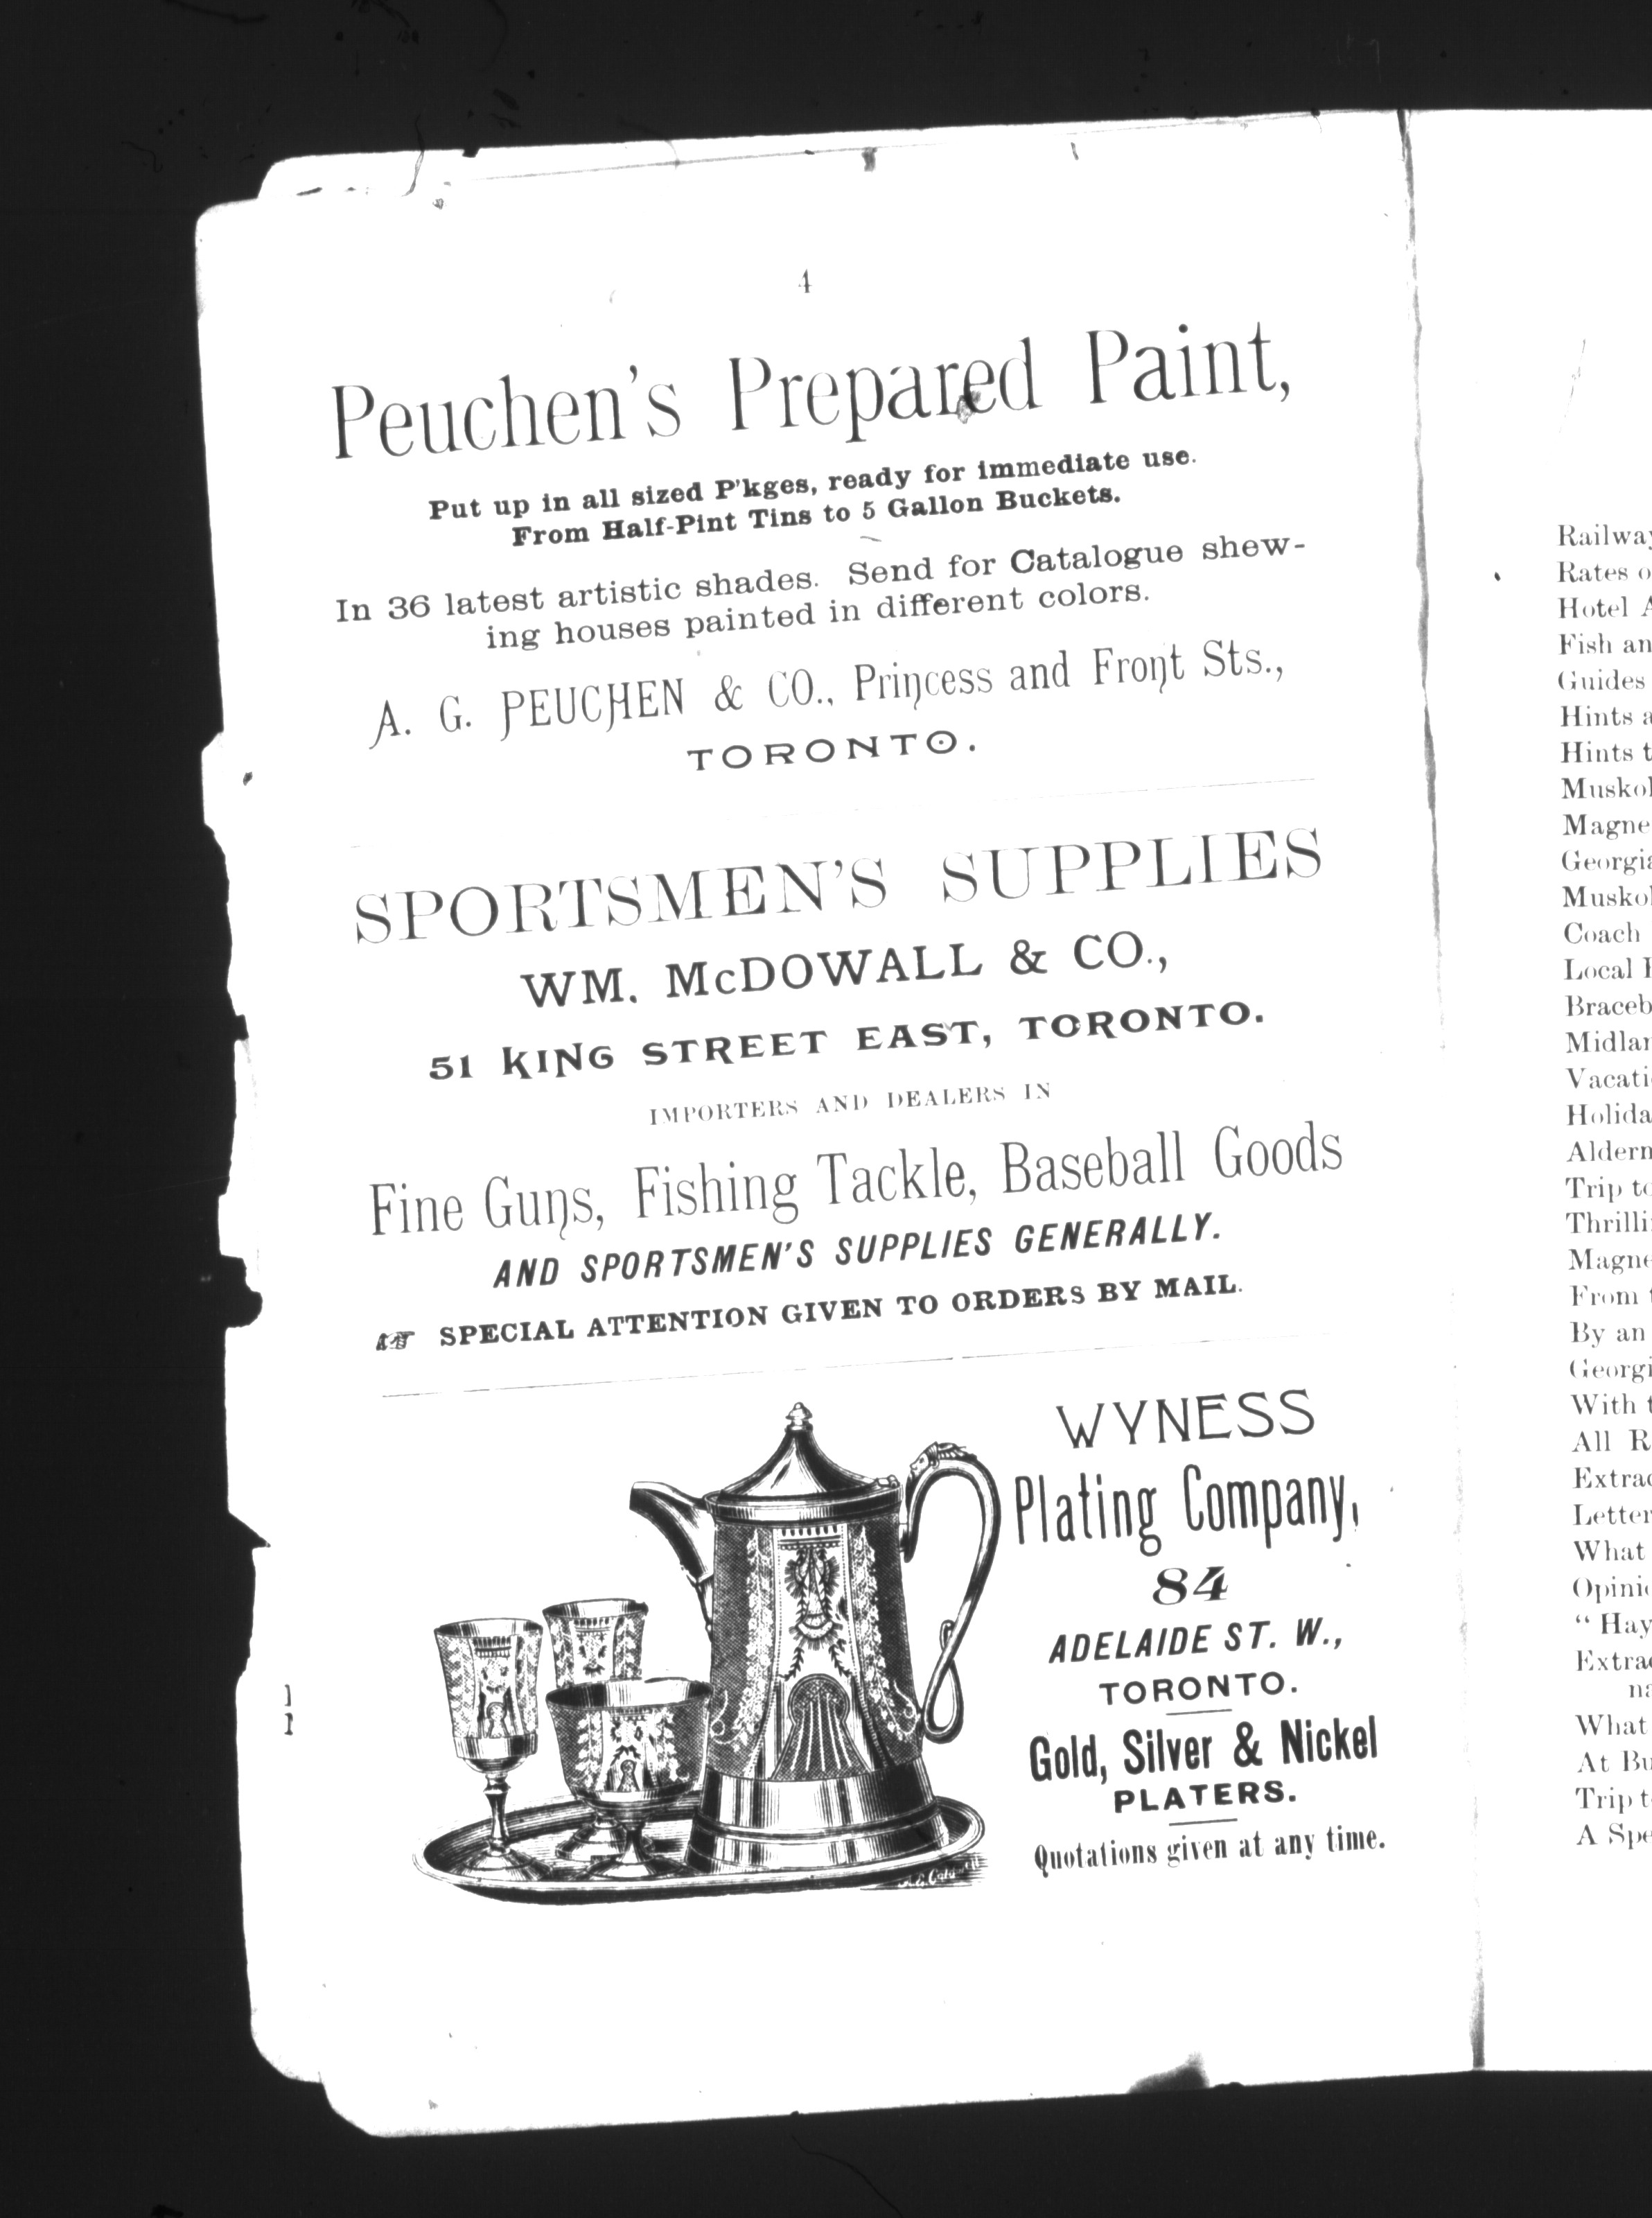 4
Peuchen's Prepared Paint,
Put up in all sized P'kges, ready for immediate use.
From Half-Pint Tins to 5 Gallon Buckets.
In 36 latest artistic shades. Send for Catalogue shew-
ing houses painted in different colors.
A. G. PEUCHEN & CO., Princess and Front Sts.,
TORONTO.
SPORTSMEN'S SUPPLIES
WM. McDOWALL & CO.,
51 KING STREET EAST, TORONTO.
IMPORTERS AND DEALERS IN
Fine Guns, Fishing Tackle, Baseball Goods
AND SPORTSMEN'S SUPPLIES GENERALLY.
☞ SPECIAL ATTENTION GIVEN TO ORDERS BY MAIL.
WYNESS
Plating Company,
84
ADELAIDE ST. W.,
TORONTO.
Gold, Silver & Nickel
PLATERS.
Quotations given at any time.
Railway
Rates o
Hotel A
Fish an
Guides
Hints a
Hints t
Muskok
Magne
Georgia
Muskok
Coach
Local
Braceb
Midlan
Vacati
Holida
Alderm
Trip to
Thrilli
Magne
From t
By an
Georgi
With t
All R
Extrac
Letter
What
Opinio
"Hay
Extrac
na
What
At Bu
Trip t
A Spe